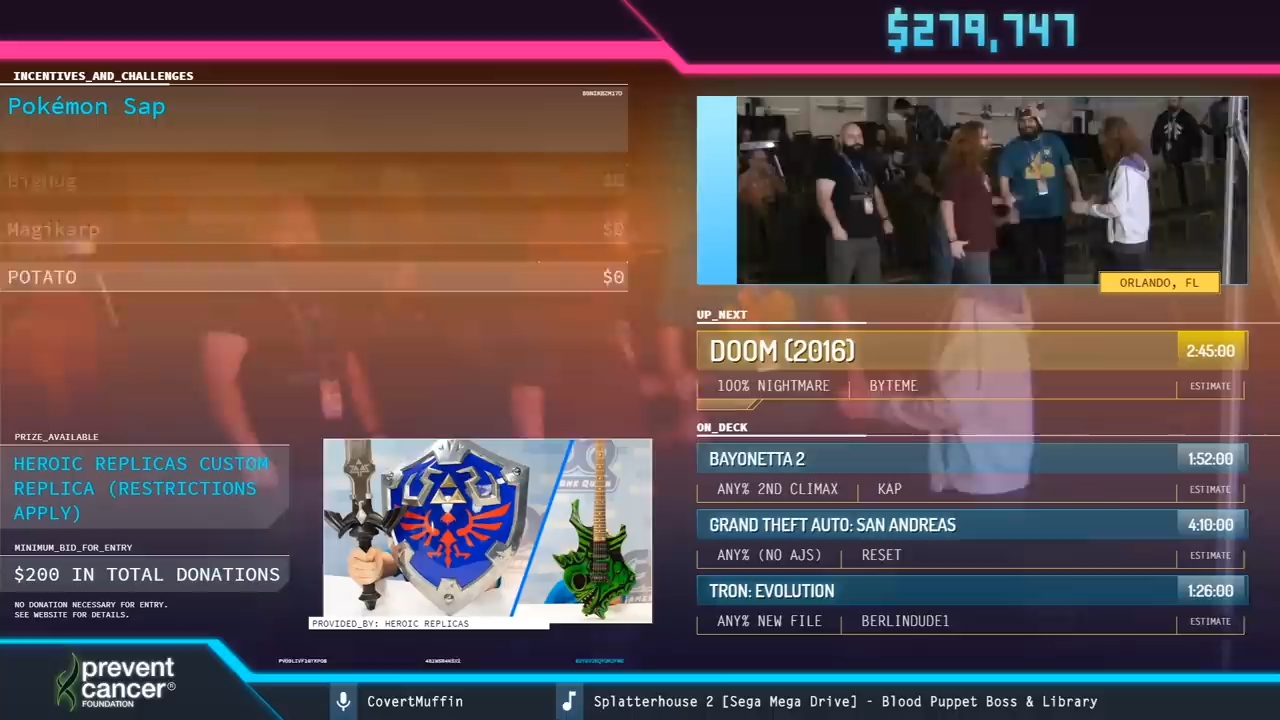 $279,747
INCENTIVES_AND_CHALLENGES
Pokémon Sap
BigHug
Magikarp $0
POTATO $0
ORLANDO, FL
UP_NEXT
DOOM (2016) 2:45:00
100% NIGHTMARE BYTEME ESTIMATE
ON_DECK
BAYONETTA 2 1:52:00
ANY% 2ND CLIMAX KAP ESTIMATE
GRAND THEFT AUTO: SAN ANDREAS 4:10:00
ANY% (NO AJS) RESET ESTIMATE
TRON: EVOLUTION 1:26:00
ANY% NEW FILE BERLINDUDE1 ESTIMATE
PRIZE_AVAILABLE
HEROIC REPLICAS CUSTOM
REPLICA (RESTRICTIONS
APPLY)
MINIMUM_BID_FOR_ENTRY
$200 IN TOTAL DONATIONS
NO DONATION NECESSARY FOR ENTRY.
SEE WEBSITE FOR DETAILS.
PROVIDED_BY: HEROIC REPLICAS
prevent
cancer®
FOUNDATION
CovertMuffin
Splatterhouse 2 [Sega Mega Drive] - Blood Puppet Boss & Library